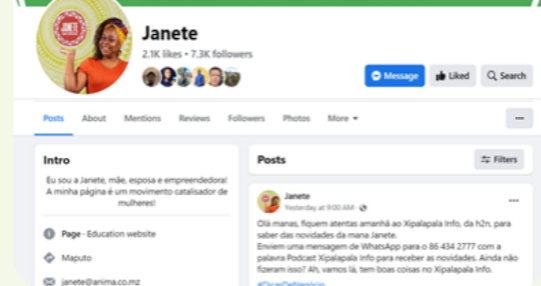 JANETE
Janete
2.1K likes • 7.3K followers
Message
Liked
Search
Posts
About
Mentions
Reviews
Followers
Photos
More
Intro
Eu sou a Janete, mãe, esposa e empreendedora!
A minha página é um movimento catalisador de
mulheres!
Page · Education website
Maputo
janete@anima.co.mz
Posts
Filters
Janete
Yesterday at 9:00 AM ·
Olá manas, fiquem atentas amanhã ao Xipalapala Info, da h2n, para
saber das novidades da mana Janete.
Enviem uma mensagem de WhatsApp para o 86 434 2777 com a
palavra Podcast Xipalapala Info para receber as novidades. Ainda não
fizeram isso? Ah, vamos lá, tem boas coisas no Xipalapala Info.
#DicasDeNegócio